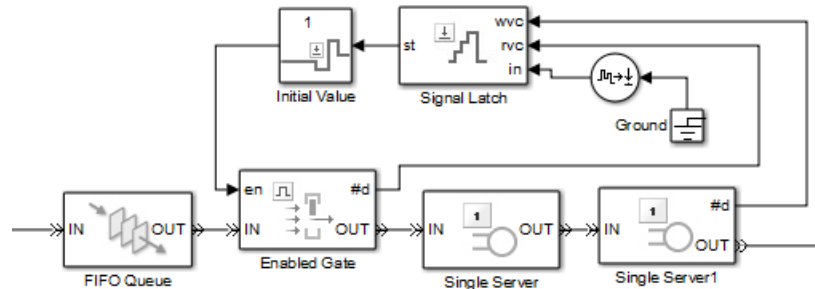 1
Initial Value
st
wvc
rvc
in
Signal Latch
Ground
en
#d
IN
OUT
Enabled Gate
IN
OUT
FIFO Queue
1
IN
OUT
Single Server
1
#d
IN
OUT
Single Server1